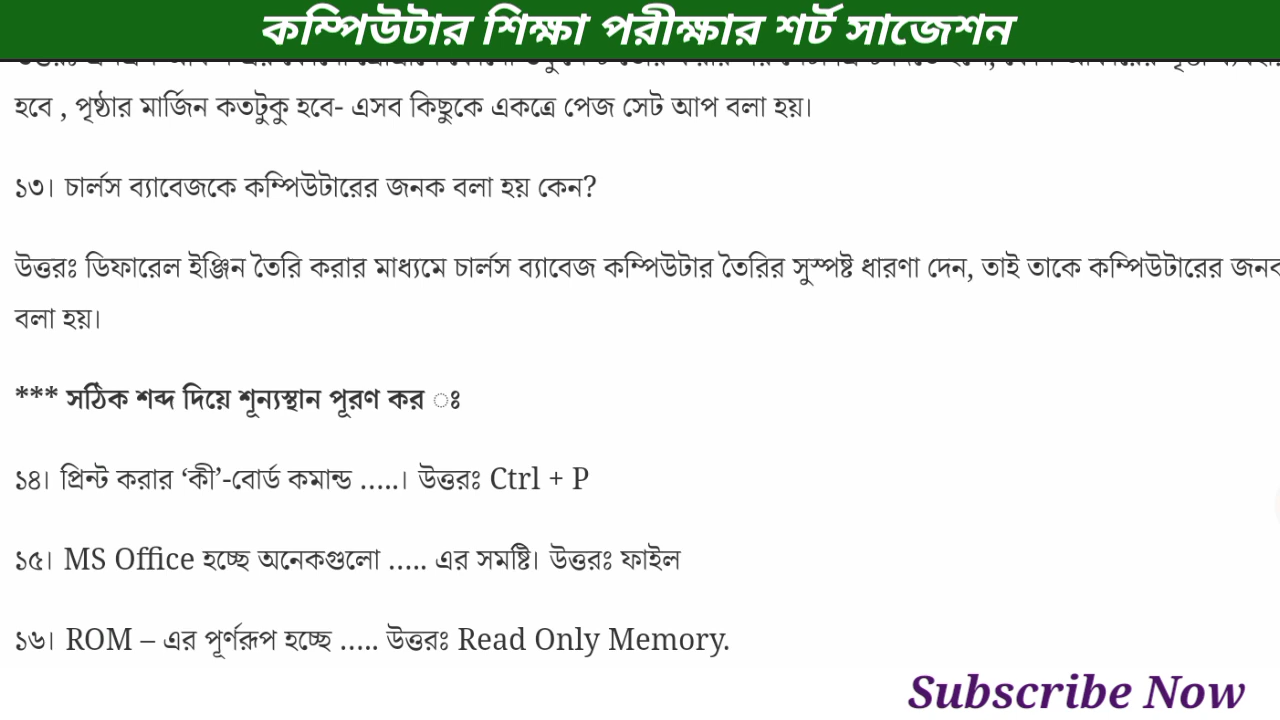 কম্পিউটার শিক্ষা পরীক্ষার শর্ট সাজেশন
হবে , পৃষ্ঠার মার্জিন কতটুকু হবে- এসব কিছুকে একত্রে পেজ সেট আপ বলা হয়।
১৩। চার্লস ব্যাবেজকে কম্পিউটারের জনক বলা হয় কেন?
উত্তরঃ ডিফারেল ইঞ্জিন তৈরি করার মাধ্যমে চার্লস ব্যাবেজ কম্পিউটার তৈরির সুস্পষ্ট ধারণা দেন, তাই তাকে কম্পিউটারের জনক
বলা হয়।
*** সঠিক শব্দ দিয়ে শূন্যস্থান পূরণ কর ঃ
১৪। প্রিন্ট করার ‘কী’-বোর্ড কমান্ড …..। উত্তরঃ Ctrl + P
১৫। MS Office হচ্ছে অনেকগুলো ….. এর সমষ্টি। উত্তরঃ ফাইল
১৬। ROM – এর পূর্ণরূপ হচ্ছে ….. উত্তরঃ Read Only Memory.
Subscribe Now